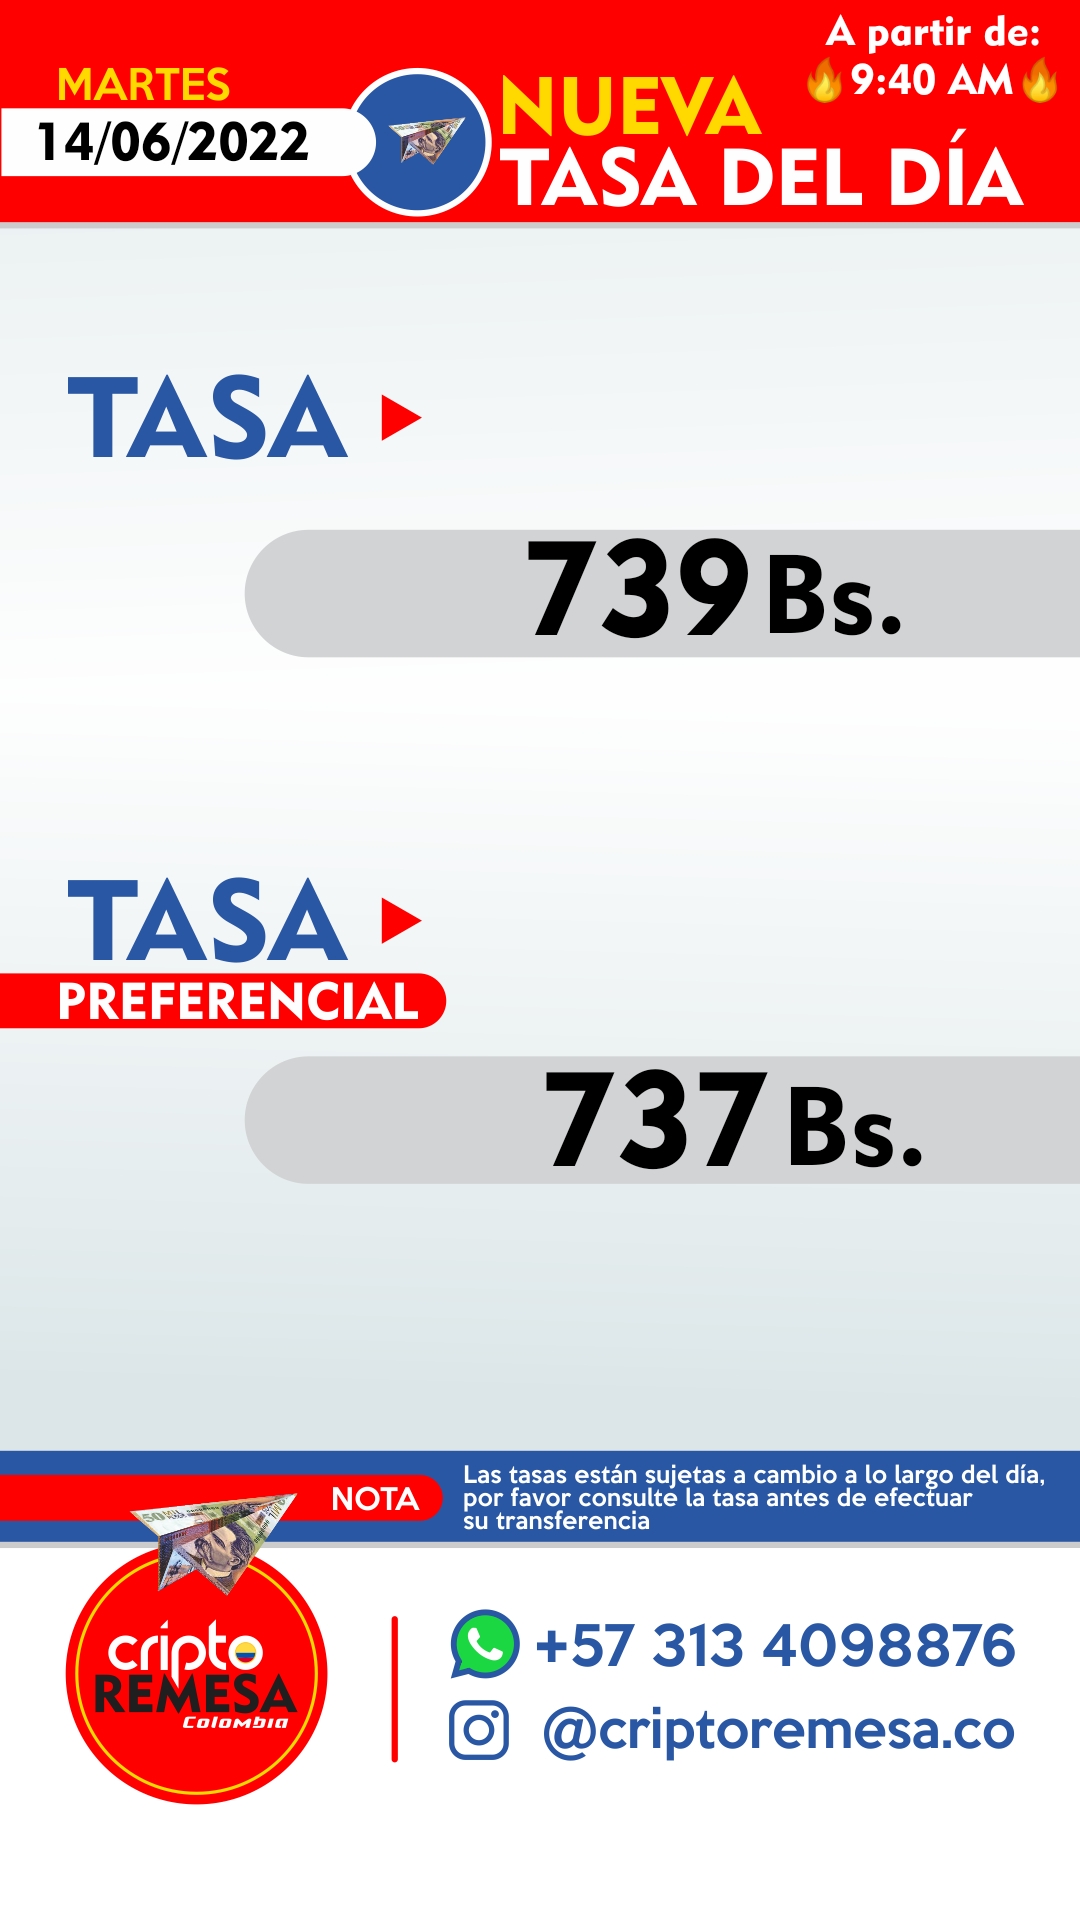 A partir de:
🔥9:40 AM🔥
MARTES
14/06/2022
NUEVA
TASA DEL DÍA
TASA
739 Bs.
TASA
PREFERENCIAL
737 Bs.
NOTA
Las tasas están sujetas a cambio a lo largo del día,
por favor consulte la tasa antes de efectuar
su transferencia
50 MIL
cripto
REMESA
Colombia
+57 313 4098876
@criptoremesa.co